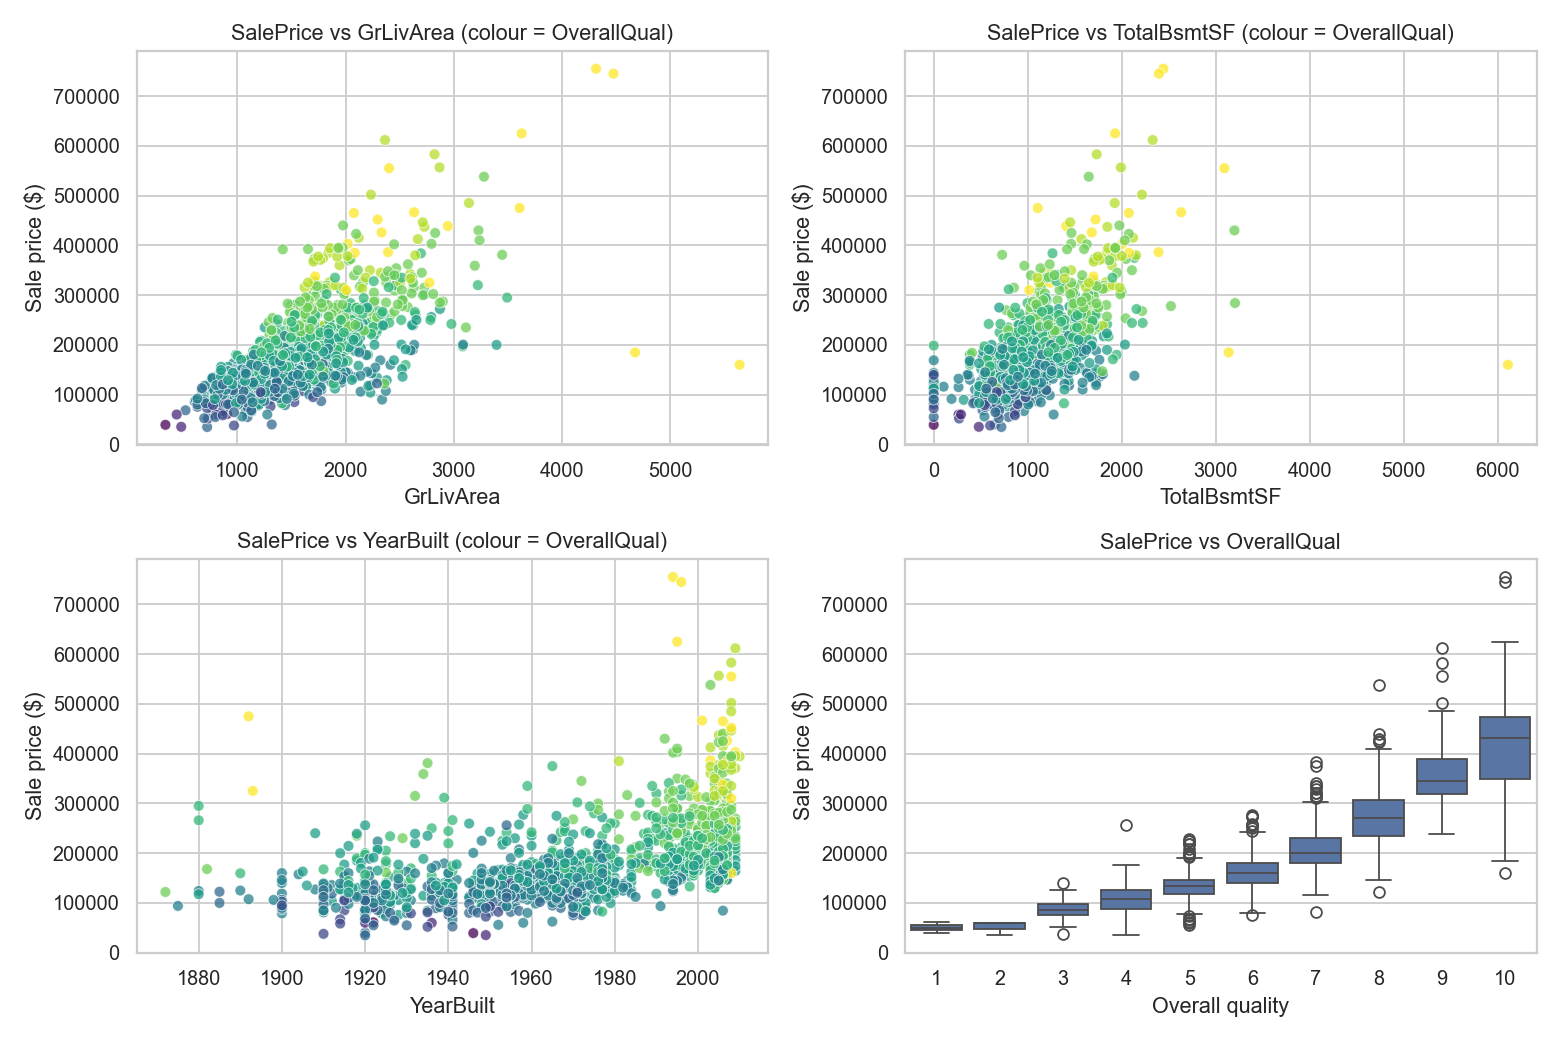 SalePrice vs GrLivArea (colour = OverallQual)
Sale price ($)
700000
600000
500000
400000
300000
200000
100000
0
1000 2000 3000 4000 5000
GrLivArea
SalePrice vs TotalBsmtSF (colour = OverallQual)
Sale price ($)
700000
600000
500000
400000
300000
200000
100000
0
0 1000 2000 3000 4000 5000 6000
TotalBsmtSF
SalePrice vs YearBuilt (colour = OverallQual)
Sale price ($)
700000
600000
500000
400000
300000
200000
100000
0
1880 1900 1920 1940 1960 1980 2000
YearBuilt
SalePrice vs OverallQual
Sale price ($)
700000
600000
500000
400000
300000
200000
100000
0
1 2 3 4 5 6 7 8 9 10
Overall quality